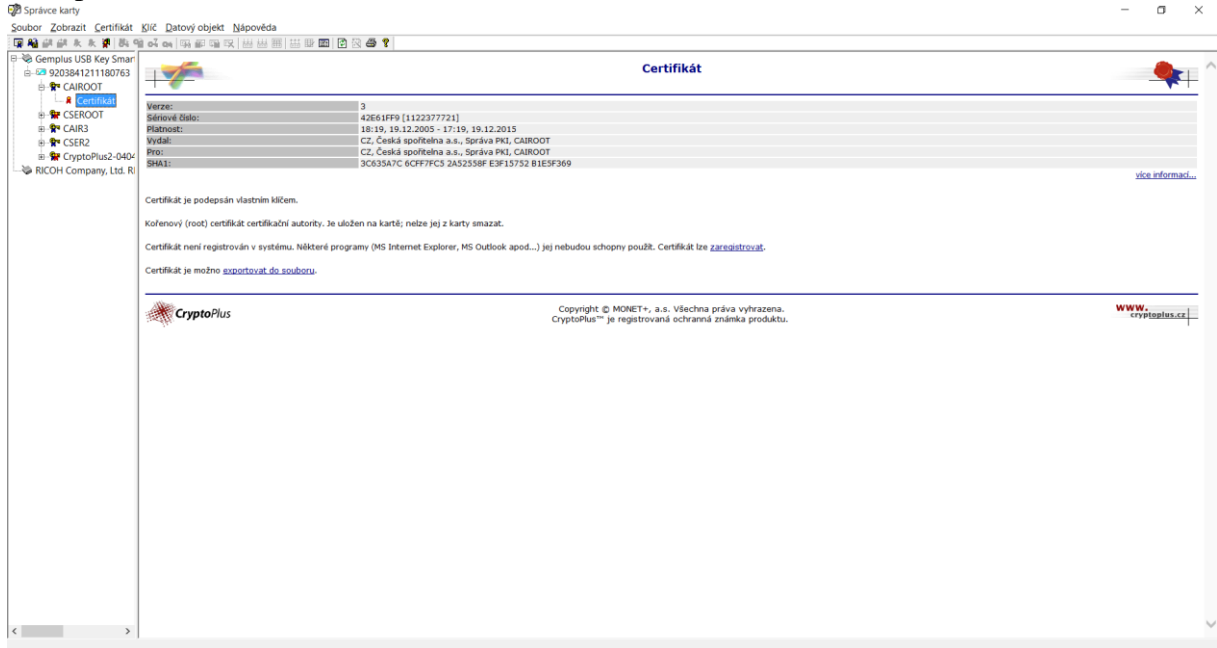 Správce karty
Soubor Zobrazit Certifikát Klíč Datový objekt Nápověda
Gemplus USB Key Smar
9203841211180763
CAIROOT
Certifikát
CSEROOT
CAIR3
CSER2
CryptoPlus2-0404
RICOH Company, Ltd. RI
Certifikát
Verze: 3
Sériové číslo: 42E61FF9 [1122377721]
Platnost: 18:19, 19.12.2005 - 17:19, 19.12.2015
Vydal: CZ, Česká spořitelna a.s., Správa PKI, CAIROOT
Pro: CZ, Česká spořitelna a.s., Správa PKI, CAIROOT
SHA1: 3C635A7C 6CFF7FC5 2A52558F E3F15752 B1E5F369
více informací...
Certifikát je podepsán vlastním klíčem.
Kořenový (root) certifikát certifikační autority. Je uložen na kartě; nelze jej z karty smazat.
Certifikát není registrován v systému. Některé programy (MS Internet Explorer, MS Outlook apod...) jej nebudou schopny použít. Certifikát lze zaregistrovat.
Certifikát je možno exportovat do souboru.
CryptoPlus
Copyright © MONET+, a.s. Všechna práva vyhrazena.
CryptoPlus™ je registrovaná ochranná známka produktu.
www.
cryptoplus.cz